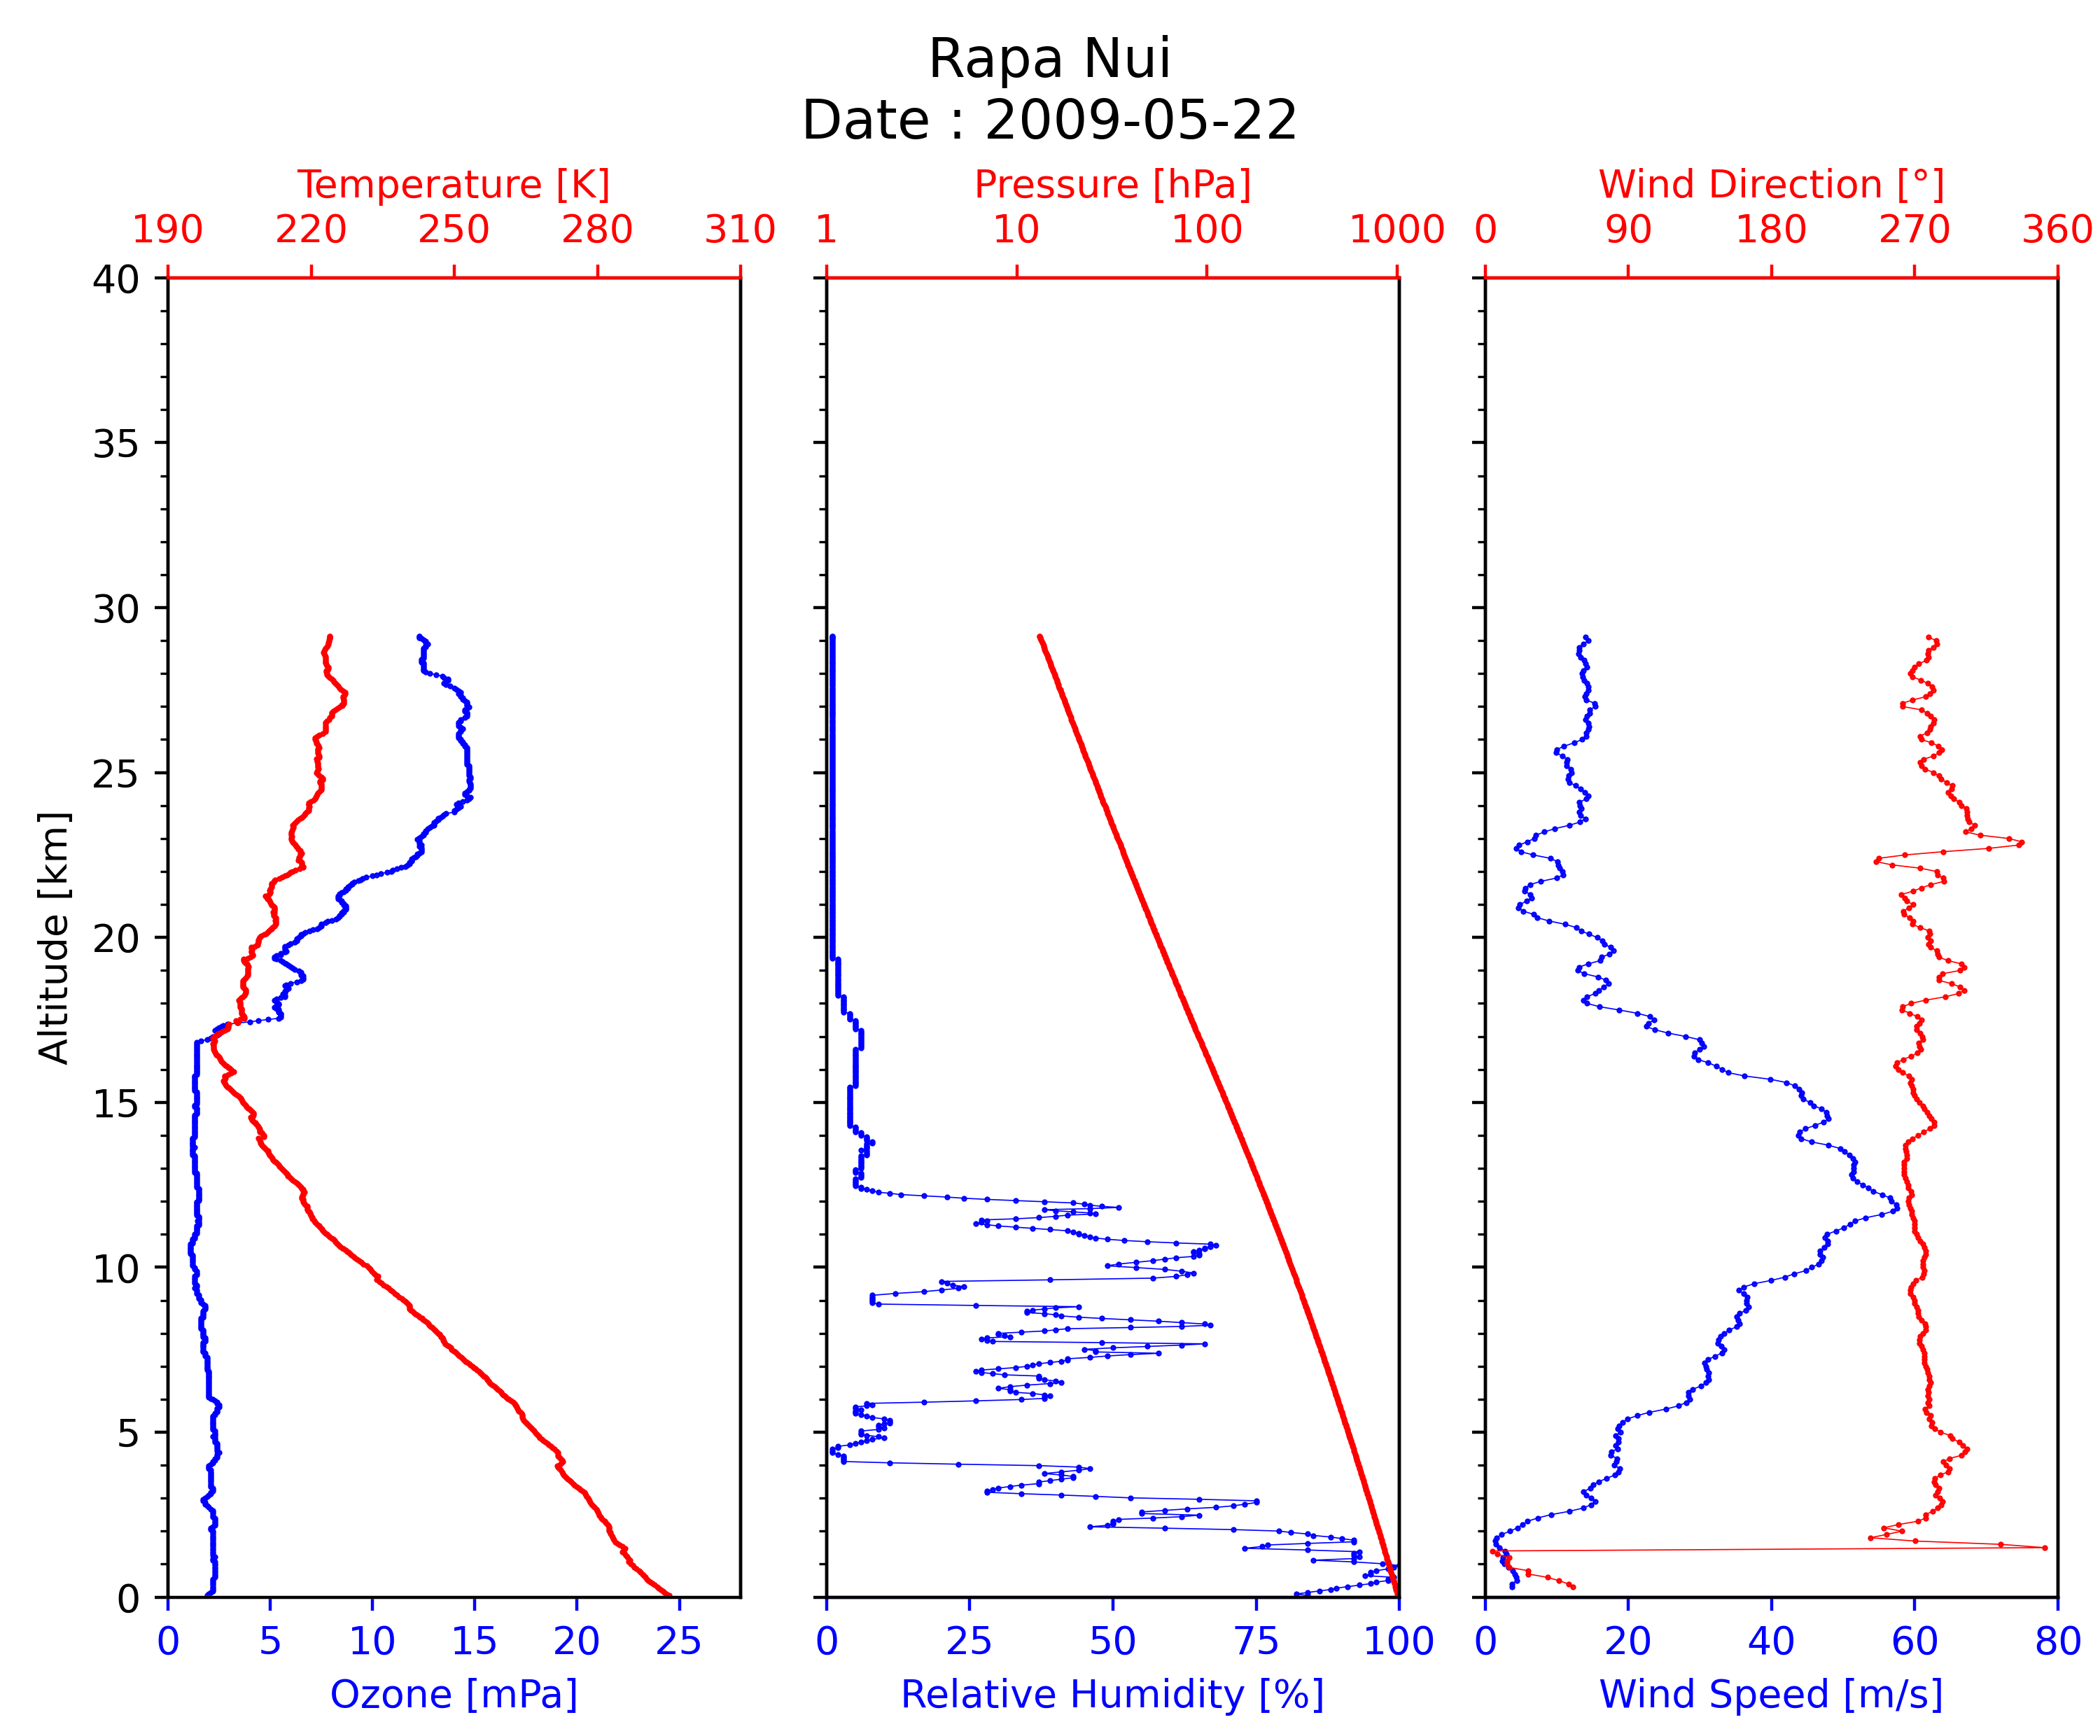 Rapa Nui
Date : 2009-05-22
Temperature [K]
190 220 250 280 310
Pressure [hPa]
1 10 100 1000
Wind Direction [°]
0 90 180 270 360
Altitude [km]
40
35
30
25
20
15
10
5
0
0 5 10 15 20 25
Ozone [mPa]
0 25 50 75 100
Relative Humidity [%]
0 20 40 60 80
Wind Speed [m/s]